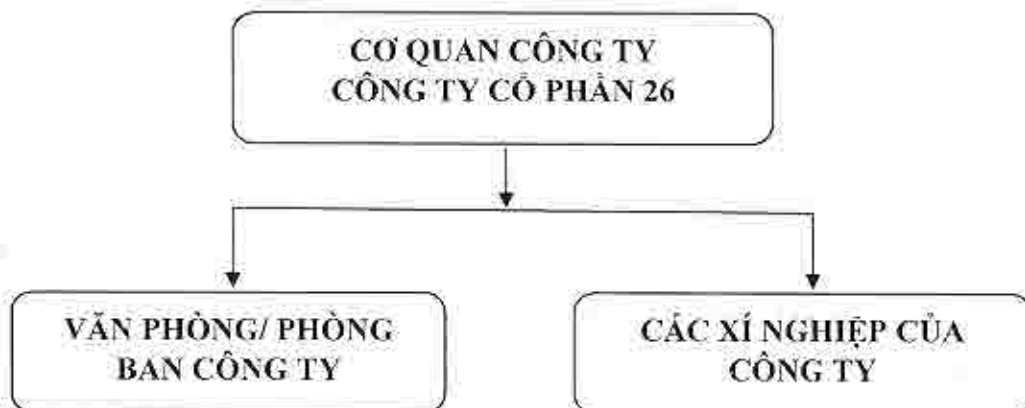 CƠ QUAN CÔNG TY
CÔNG TY CỔ PHẦN 26
VĂN PHÒNG/ PHÒNG
BAN CÔNG TY
CÁC XÍ NGHIỆP CỦA
CÔNG TY